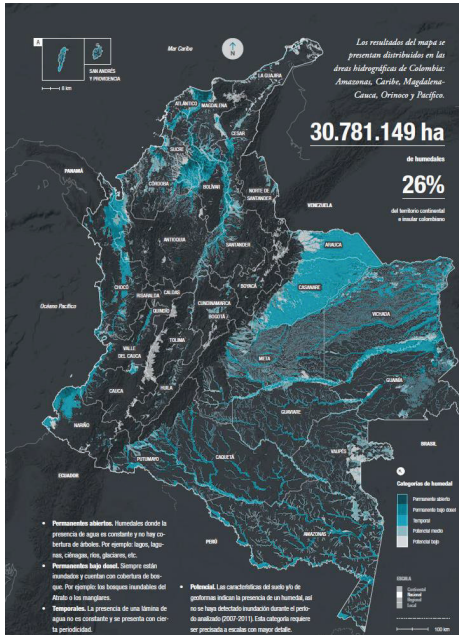 A
SAN ANDRÉS
Y PROVIDENCIA
6 km
Mar Caribe
N
Los resultados del mapa se
presentan distribuidos en las
áreas hidrográficas de Colombia:
Amazonas, Caribe, Magdalena-
Cauca, Orinoco y Pacífico.
30.781.149 ha
de humedales
26%
del territorio continental
e insular colombiano
LA GUAJIRA
ATLÁNTICO
MAGDALENA
CESAR
SUCRE
PANAMÁ
CÓRDOBA
BOLÍVAR
NORTE DE
SANTANDER
VENEZUELA
ANTIOQUIA
SANTANDER
ARAUCA
Océano Pacífico
CHOCÓ
RISARALDA
CALDAS
BOYACÁ
CASANARE
CUNDINAMARCA
BOGOTÁ
QUINDÍO
VICHADA
TOLIMA
VALLE
DEL CAUCA
META
HUILA
CAUCA
GUAINÍA
NARIÑO
GUAVIARE
BRASIL
VAUPÉS
PUTUMAYO
CAQUETÁ
ECUADOR
AMAZONAS
PERÚ
Categorías de humedal
Permanente abierto
Permanente bajo dosel
Temporal
Potencial medio
Potencial bajo
ESCALA
Continental
Nacional
Regional
Local
100 km
• Permanentes abiertos. Humedales donde la
presencia de agua es constante y no hay co-
bertura de árboles. Por ejemplo: lagos, lagu-
nas, ciénagas, ríos, glaciares, etc.
• Permanentes bajo dosel. Siempre están
inundados y cuentan con cobertura de bos-
que. Por ejemplo: los bosques inundables del
Atrato o los manglares.
• Temporales. La presencia de una lámina de
agua no es constante y se presenta con cier-
ta periodicidad.
• Potencial. Las características del suelo y/o de
geoformas indican la presencia de un humedal, así
no se haya detectado inundación durante el perio-
do analizado (2007-2011). Esta categoría requiere
ser precisada a escalas con mayor detalle.